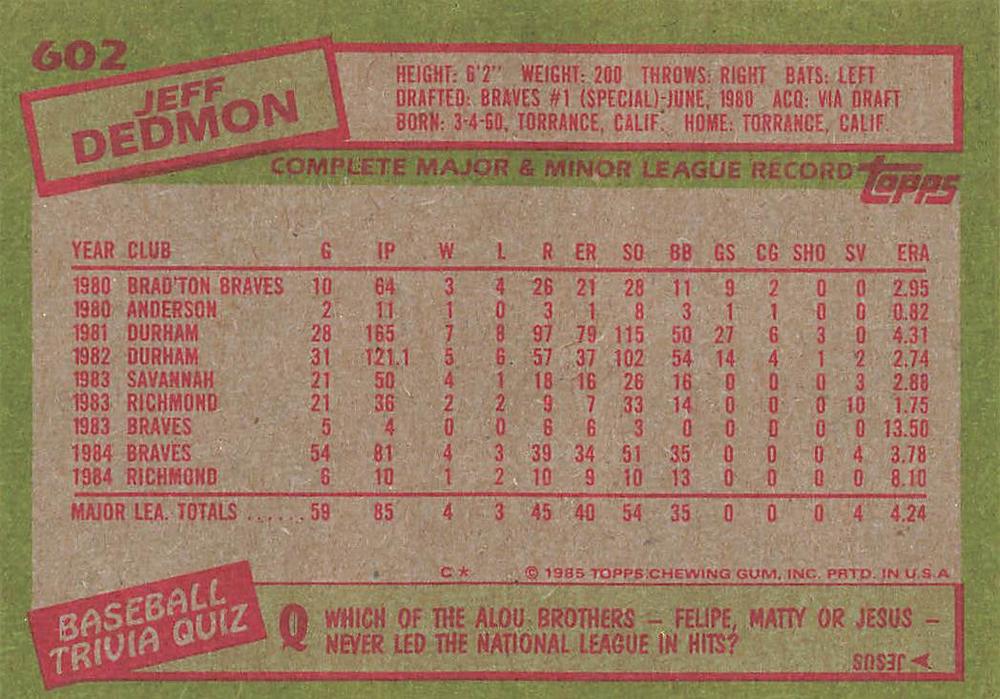 602
JEFF
DEDMON
HEIGHT: 6'2" WEIGHT: 200 THROWS: RIGHT BATS: LEFT
DRAFTED: BRAVES #1 (SPECIAL)-JUNE, 1980 ACQ: VIA DRAFT
BORN: 3-4-60, TORRANCE, CALIF. HOME: TORRANCE, CALIF.
COMPLETE MAJOR & MINOR LEAGUE RECORD topps
YEAR CLUB G IP W L R ER SO BB GS CG SHO SV ERA
1980 BRAD'TON BRAVES 10 64 3 4 26 21 28 11 9 2 0 0 2.95
1980 ANDERSON 2 11 1 0 3 1 8 3 1 1 0 0 0.82
1981 DURHAM 28 165 7 8 97 79 115 50 27 6 3 0 4.31
1982 DURHAM 31 121.1 5 6 57 37 102 54 14 4 1 2 2.74
1983 SAVANNAH 21 50 4 1 18 16 26 16 0 0 0 3 2.88
1983 RICHMOND 21 36 2 2 9 7 33 14 0 0 0 10 1.75
1983 BRAVES 5 4 0 0 6 6 3 0 0 0 0 0 13.50
1984 BRAVES 54 81 4 3 39 34 51 35 0 0 0 4 3.78
1984 RICHMOND 6 10 1 2 10 9 10 13 0 0 0 0 8.10
MAJOR LEA. TOTALS ...... 59 85 4 3 45 40 54 35 0 0 0 4 4.24
C* © 1985 TOPPS CHEWING GUM, INC. PRTD. IN U.S.A
BASEBALL
TRIVIA QUIZ
Q WHICH OF THE ALOU BROTHERS — FELIPE, MATTY OR JESUS —
NEVER LED THE NATIONAL LEAGUE IN HITS?
A JESUS